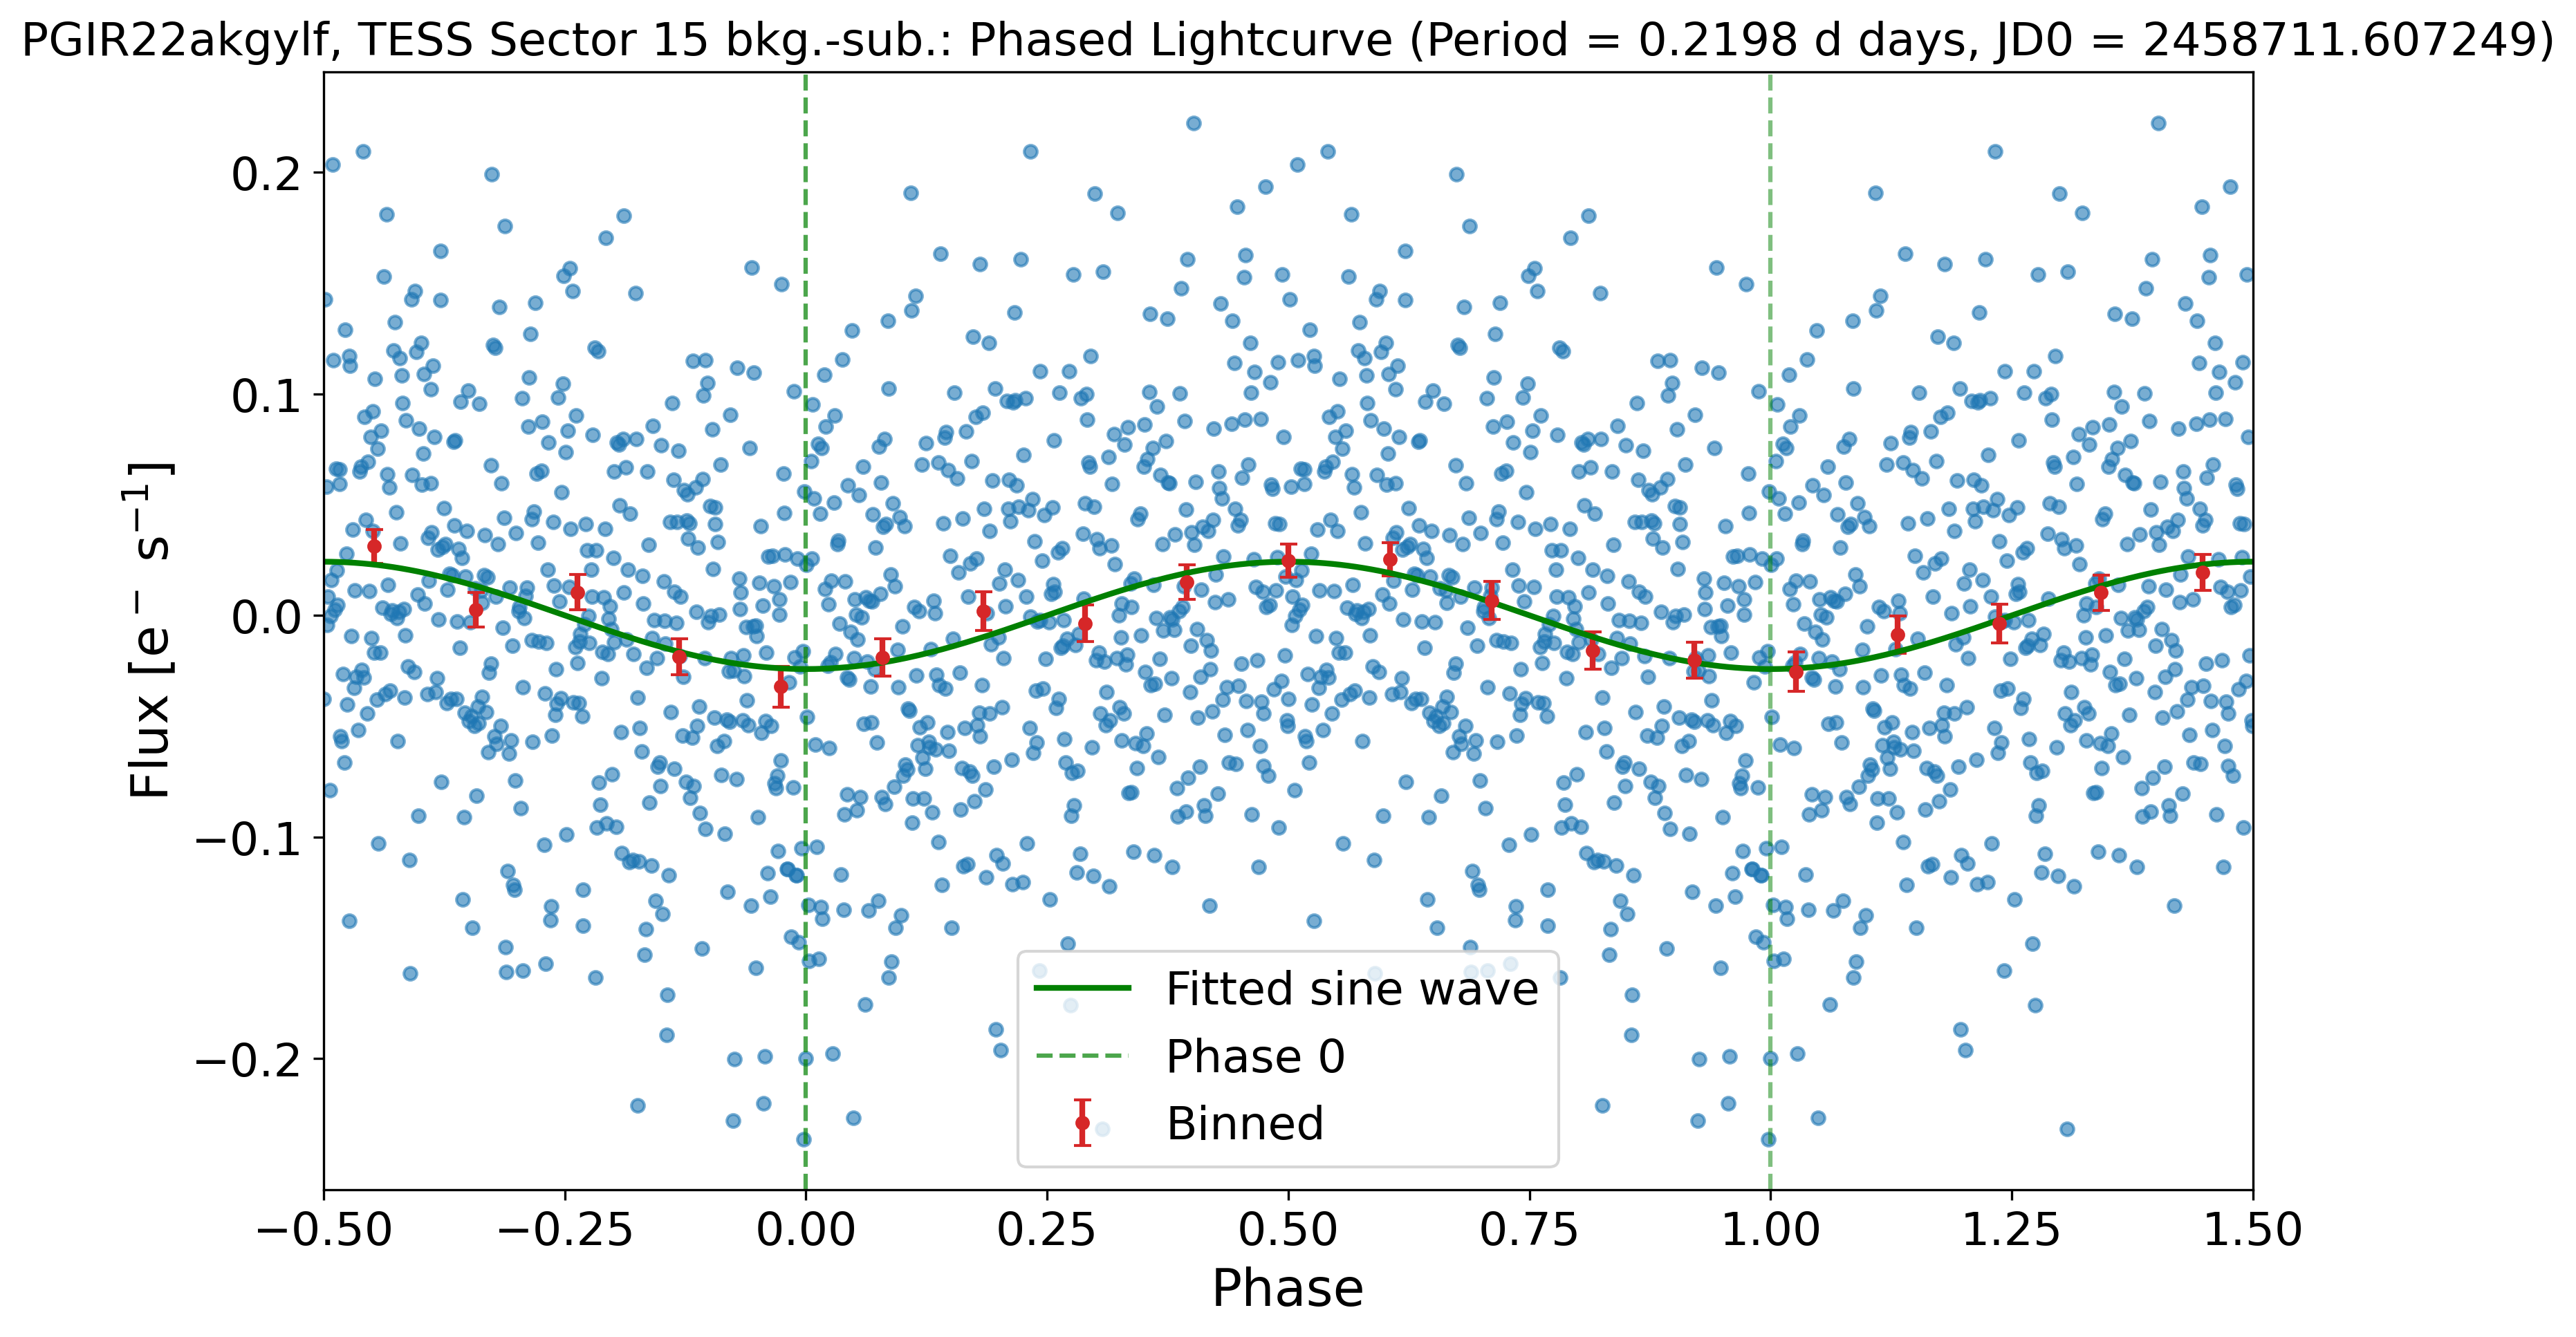 PGIR22akgylf, TESS Sector 15 bkg.-sub.: Phased Lightcurve (Period = 0.2198 d days, JD0 = 2458711.607249)
Flux [e⁻ s⁻¹]
0.2
0.1
0.0
−0.1
−0.2
Fitted sine wave
Phase 0
Binned
−0.50 −0.25 0.00 0.25 0.50 0.75 1.00 1.25 1.50
Phase